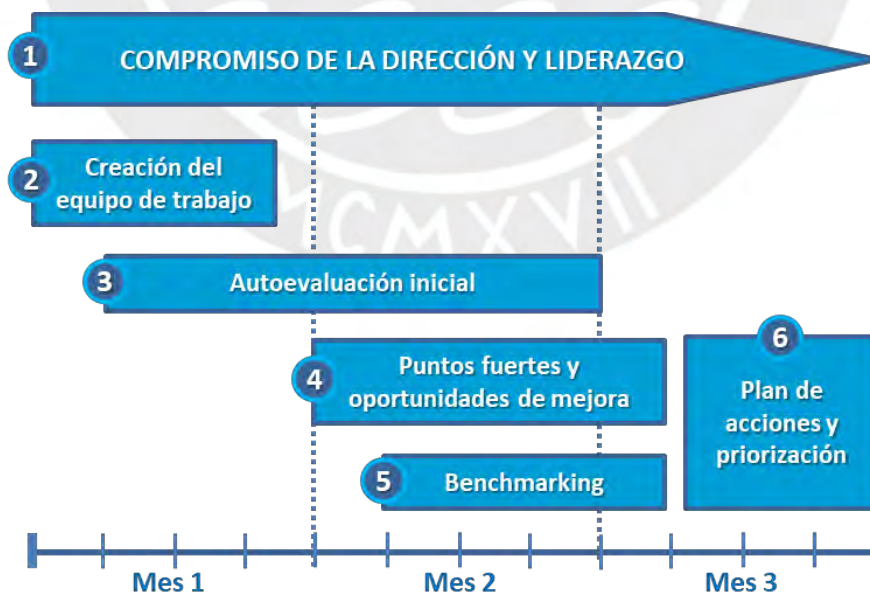 1
COMPROMISO DE LA DIRECCIÓN Y LIDERAZGO
2
Creación del
equipo de trabajo
3
Autoevaluación inicial
4
Puntos fuertes y
oportunidades de mejora
5
Benchmarking
6
Plan de
acciones y
priorización
Mes 1
Mes 2
Mes 3
MCMXVII